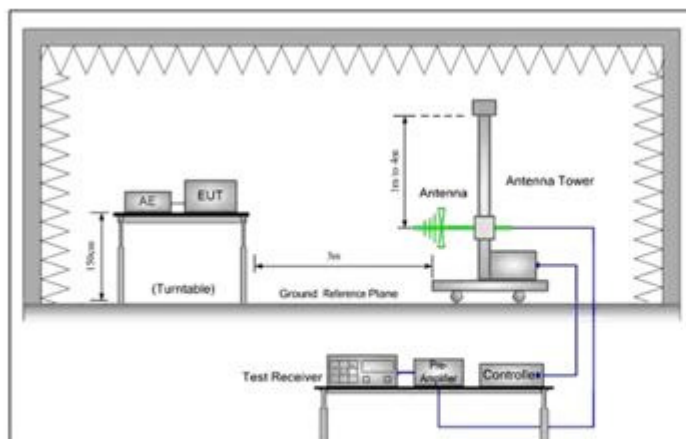 1m to 4m
Antenna
Antenna Tower
AE
EUT
150cm
(Turntable)
3m
Ground Reference Plane
Test Receiver
Pre-
Amplifier
Controller